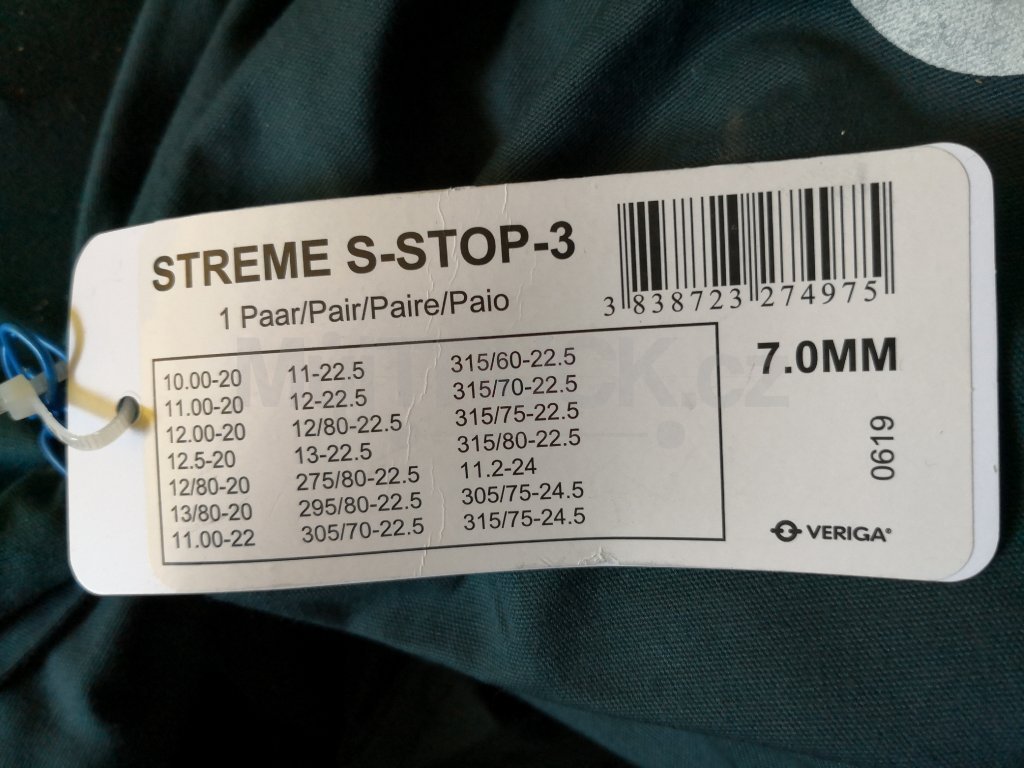 STREME S-STOP-3
1 Paar/Pair/Paire/Paio
3 838723 274975
10.00-20 11-22.5 315/60-22.5
11.00-20 12-22.5 315/70-22.5
12.00-20 12/80-22.5 315/75-22.5
12.5-20 13-22.5 315/80-22.5
12/80-20 275/80-22.5 11.2-24
13/80-20 295/80-22.5 305/75-24.5
11.00-22 305/70-22.5 315/75-24.5
7.0MM
0619
VERIGA®